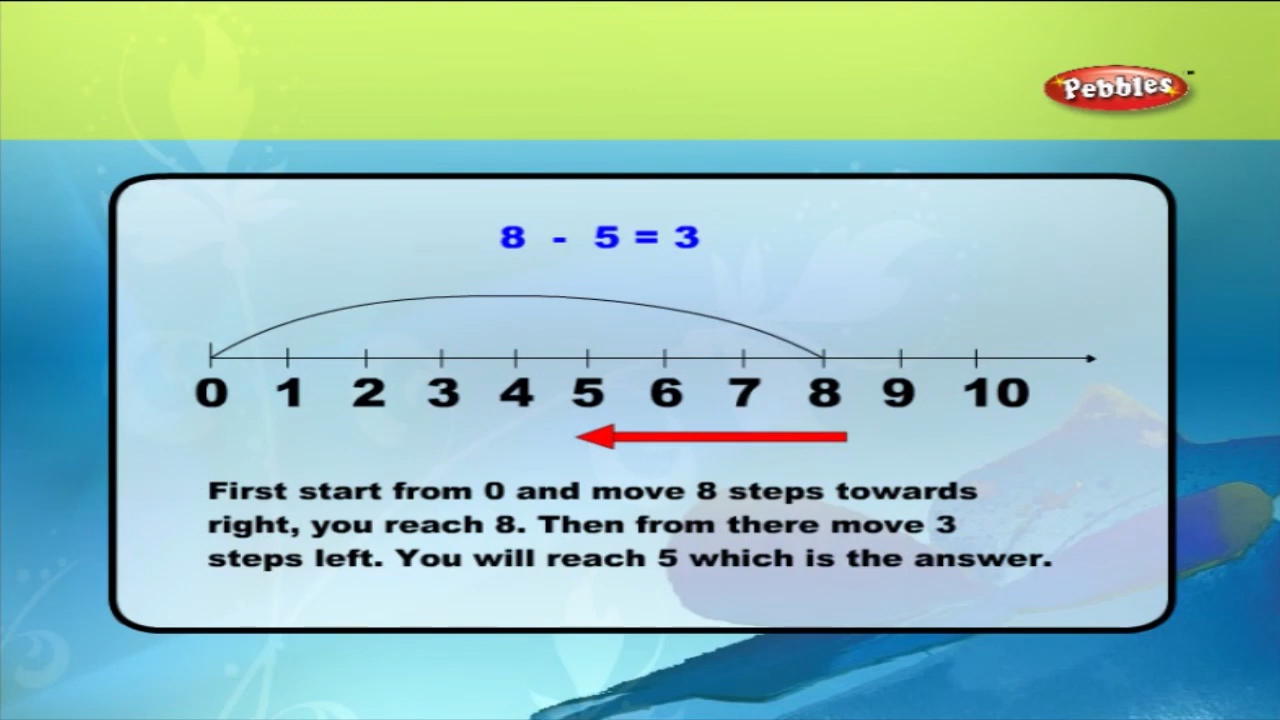 Pebbles
8 - 5 = 3
0 1 2 3 4 5 6 7 8 9 10
First start from 0 and move 8 steps towards
right, you reach 8. Then from there move 3
steps left. You will reach 5 which is the answer.